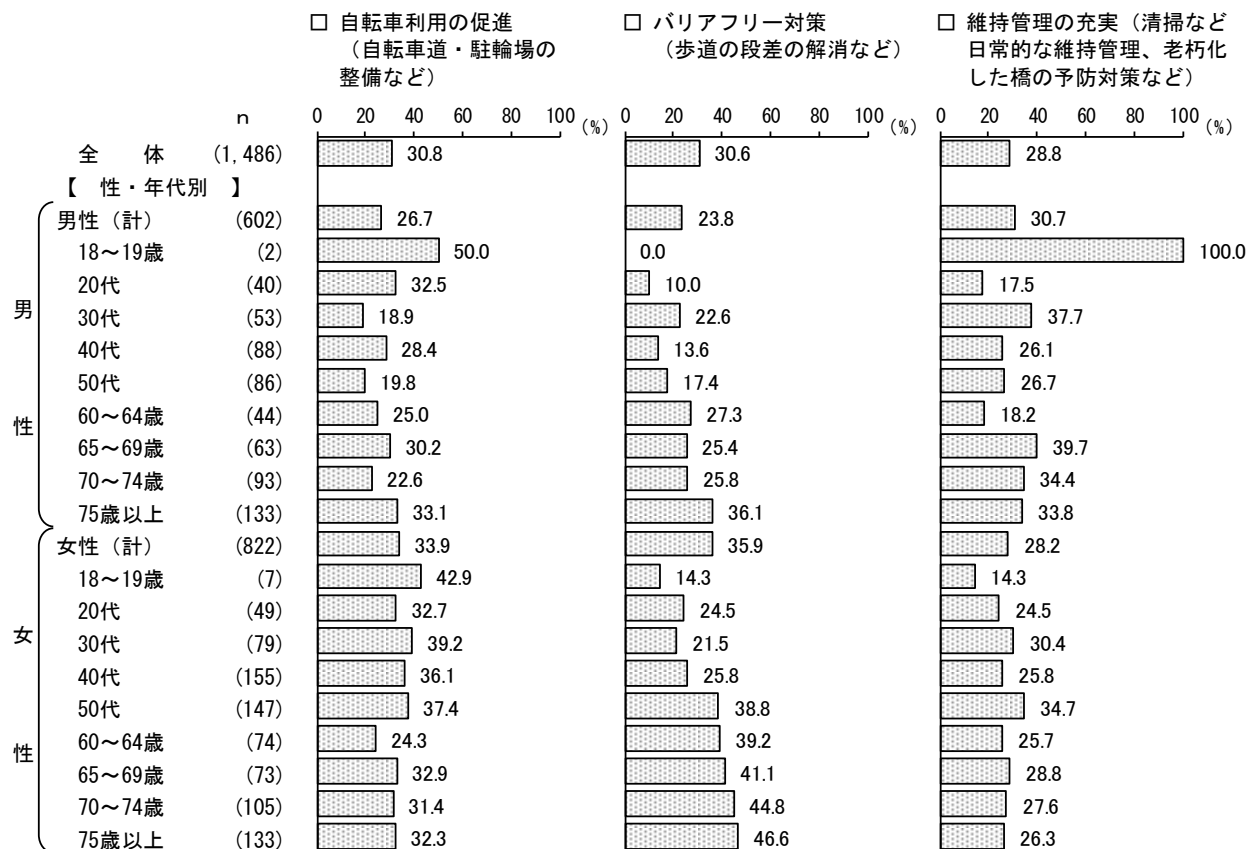 □ 自転車利用の促進
（自転車道・駐輪場の
整備など）
□ バリアフリー対策
（歩道の段差の解消など）
□ 維持管理の充実（清掃など
日常的な維持管理、老朽化
した橋の予防対策など）
n 0 20 40 60 80 100 (%) 0 20 40 60 80 100 (%) 0 20 40 60 80 100 (%)
全　体 (1,486) 30.8 30.6 28.8
【　性・年代別　】
男性（計） (602) 26.7 23.8 30.7
18～19歳 (2) 50.0 0.0 100.0
20代 (40) 32.5 10.0 17.5
男
30代 (53) 18.9 22.6 37.7
40代 (88) 28.4 13.6 26.1
50代 (86) 19.8 17.4 26.7
60～64歳 (44) 25.0 27.3 18.2
性
65～69歳 (63) 30.2 25.4 39.7
70～74歳 (93) 22.6 25.8 34.4
75歳以上 (133) 33.1 36.1 33.8
女性（計） (822) 33.9 35.9 28.2
18～19歳 (7) 42.9 14.3 14.3
20代 (49) 32.7 24.5 24.5
女
30代 (79) 39.2 21.5 30.4
40代 (155) 36.1 25.8 25.8
50代 (147) 37.4 38.8 34.7
60～64歳 (74) 24.3 39.2 25.7
性
65～69歳 (73) 32.9 41.1 28.8
70～74歳 (105) 31.4 44.8 27.6
75歳以上 (133) 32.3 46.6 26.3